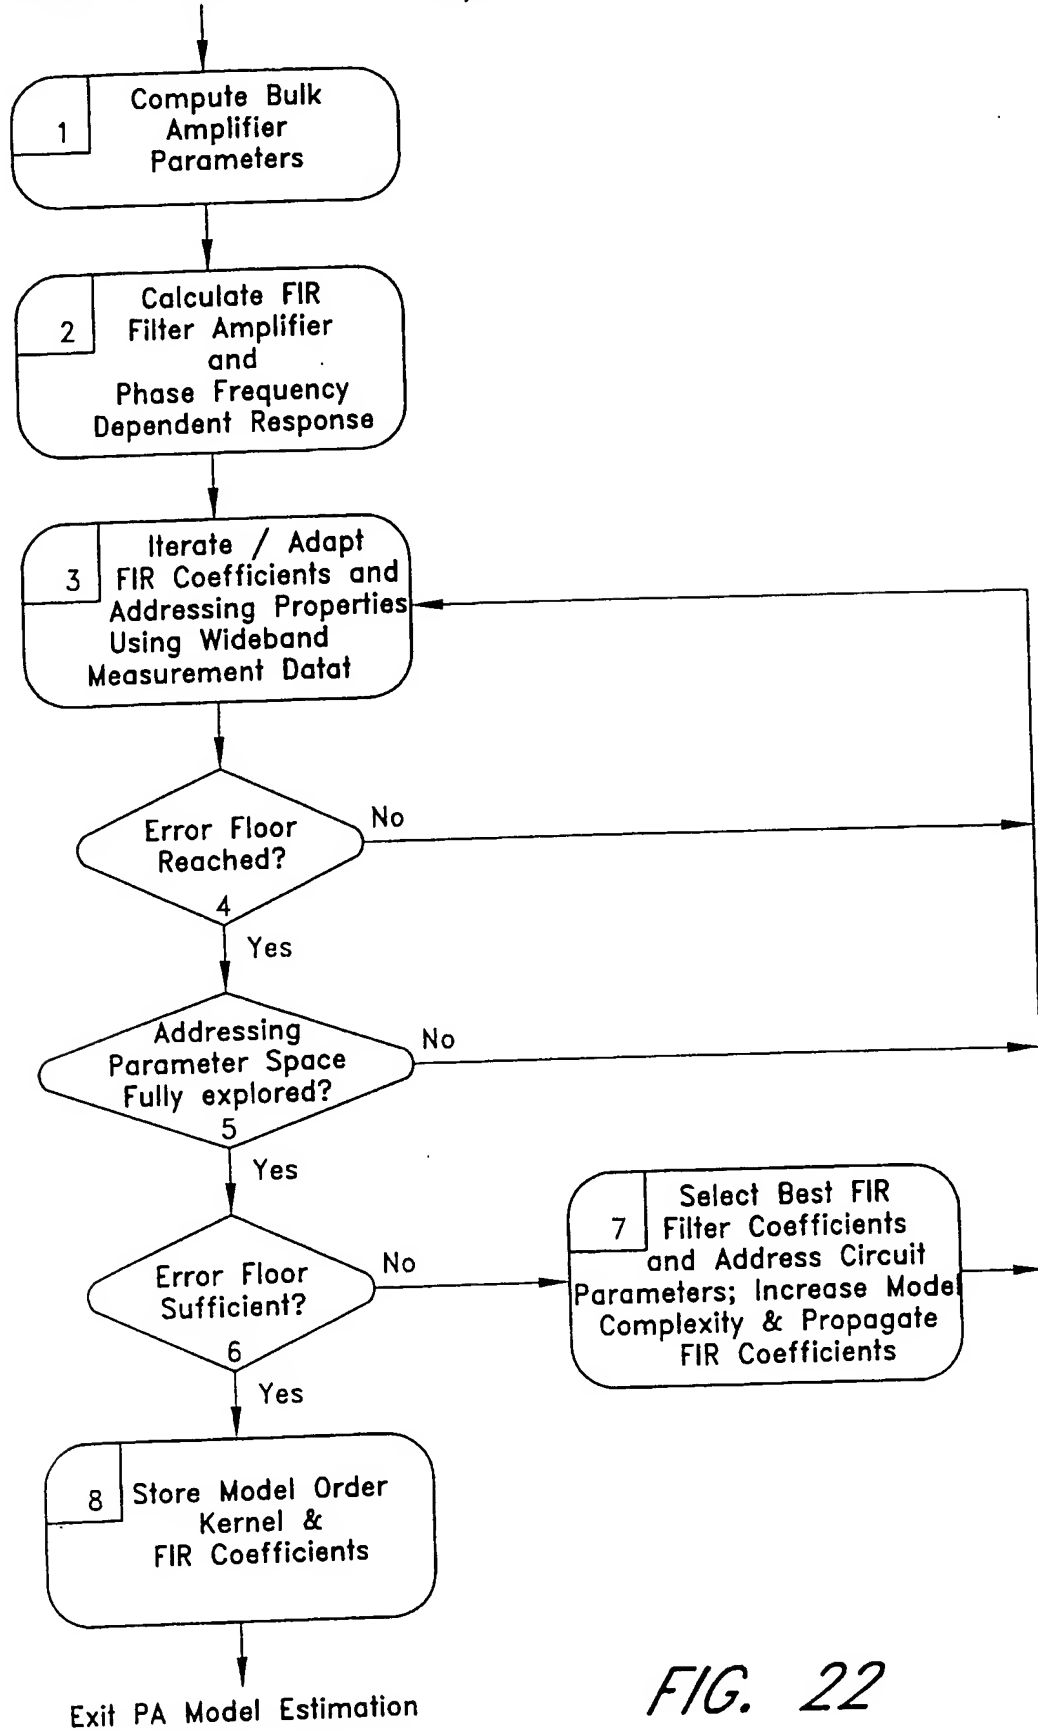 1
Compute Bulk
Amplifier
Parameters
2
Calculate FIR
Filter Amplifier
and
Phase Frequency
Dependent Response
3
Iterate / Adapt
FIR Coefficients and
Addressing Properties
Using Wideband
Measurement Datat
Error Floor
Reached?
4
No
Yes
Addressing
Parameter Space
Fully explored?
5
No
Yes
Error Floor
Sufficient?
6
No
Yes
7
Select Best FIR
Filter Coefficients
and Address Circuit
Parameters; Increase Model
Complexity & Propagate
FIR Coefficients
8
Store Model Order
Kernel &
FIR Coefficients
Exit PA Model Estimation
FIG. 22